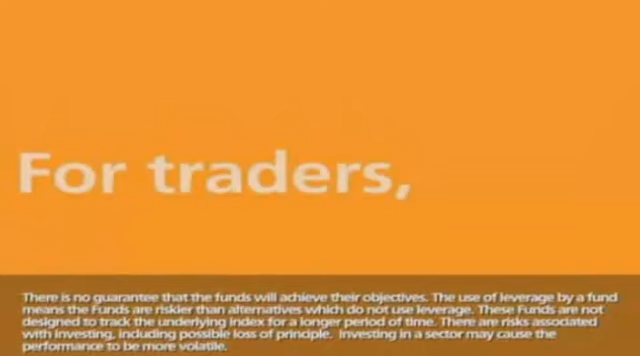 For traders,
There is no guarantee that the funds will achieve their objectives. The use of leverage by a fund
means the Funds are riskier than alternatives which do not use leverage. These Funds are not
designed to track the underlying index for a longer period of time. There are risks associated
with investing, including possible loss of principle. Investing in a sector may cause the
performance to be more volatile.